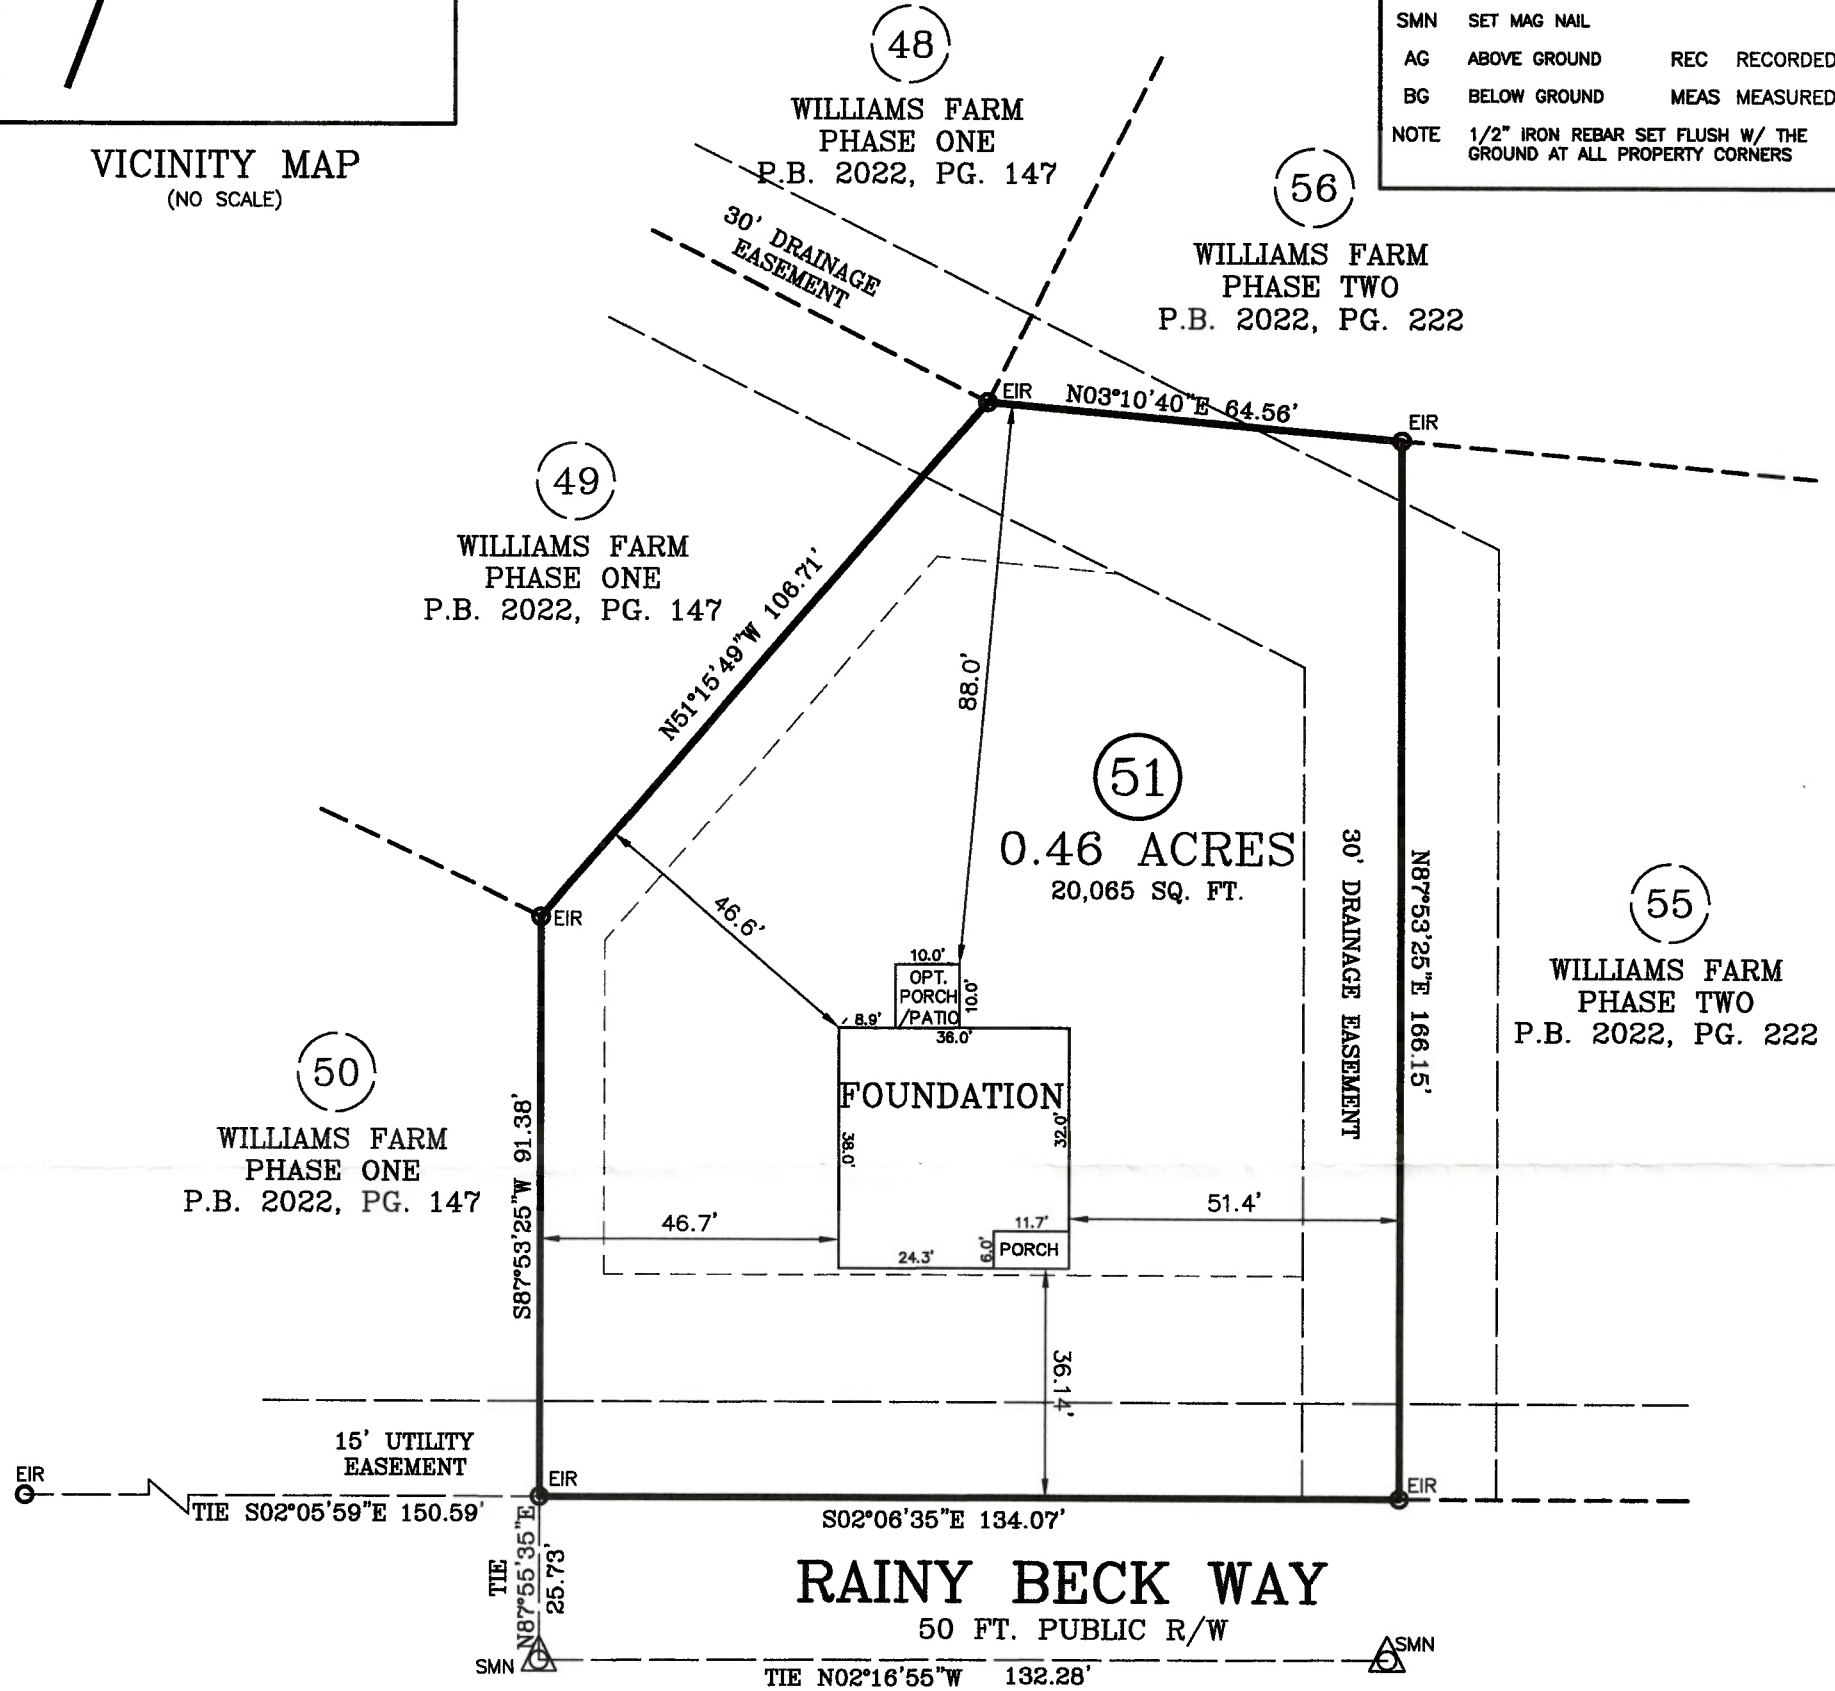 VICINITY MAP
(NO SCALE)
SMN SET MAG NAIL
AG ABOVE GROUND REC RECORDED
BG BELOW GROUND MEAS MEASURED
NOTE 1/2" IRON REBAR SET FLUSH W/ THE
GROUND AT ALL PROPERTY CORNERS
48
WILLIAMS FARM
PHASE ONE
P.B. 2022, PG. 147
56
WILLIAMS FARM
PHASE TWO
P.B. 2022, PG. 222
30' DRAINAGE
EASEMENT
EIR
N03°10'40"E 64.56'
EIR
49
WILLIAMS FARM
PHASE ONE
P.B. 2022, PG. 147
N51°15'49"W 106.71'
88.0'
51
0.46 ACRES
20,065 SQ. FT.
30' DRAINAGE EASEMENT
N87°53'25"E 166.15'
55
WILLIAMS FARM
PHASE TWO
P.B. 2022, PG. 222
EIR
46.6'
10.0'
OPT.
PORCH
/PATIO
10.0'
8.9'
36.0'
FOUNDATION
38.0'
32.0'
50
WILLIAMS FARM
PHASE ONE
P.B. 2022, PG. 147
S87°53'25"W 91.38'
46.7'
51.4'
11.7'
24.3'
6.0'
PORCH
36.14'
15' UTILITY
EASEMENT
EIR
EIR
EIR
TIE S02°05'59"E 150.59'
S02°06'35"E 134.07'
TIE
N87°55'35"E
25.73'
RAINY BECK WAY
50 FT. PUBLIC R/W
SMN
SMN
TIE N02°16'55"W 132.28'